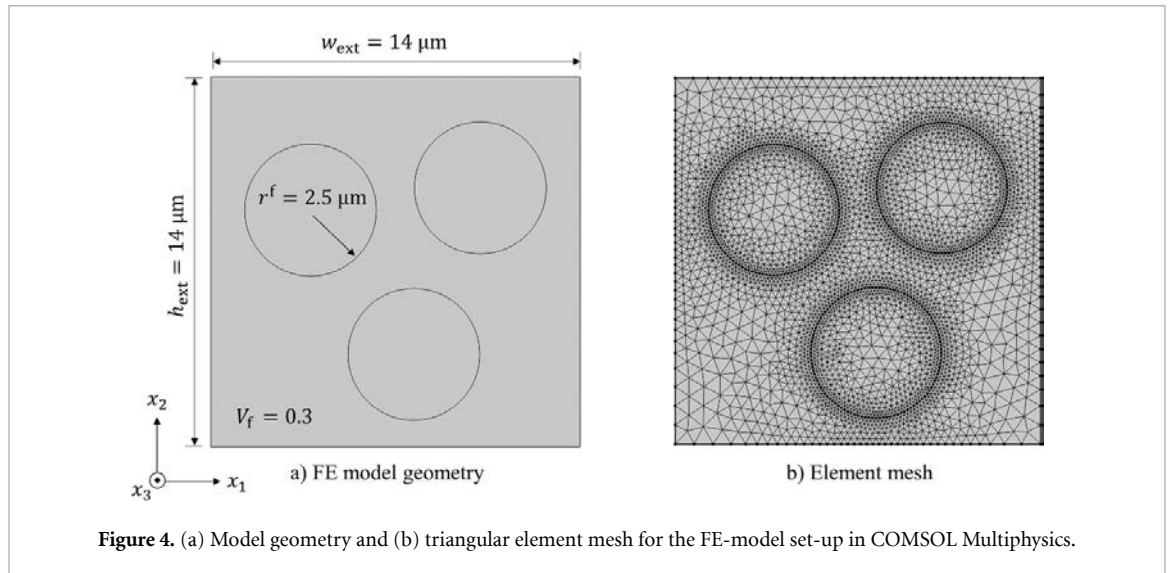 w_ext = 14 μm
h_ext = 14 μm
r^f = 2.5 μm
V_f = 0.3
x_2
x_3
x_1
a) FE model geometry
b) Element mesh
Figure 4. (a) Model geometry and (b) triangular element mesh for the FE-model set-up in COMSOL Multiphysics.